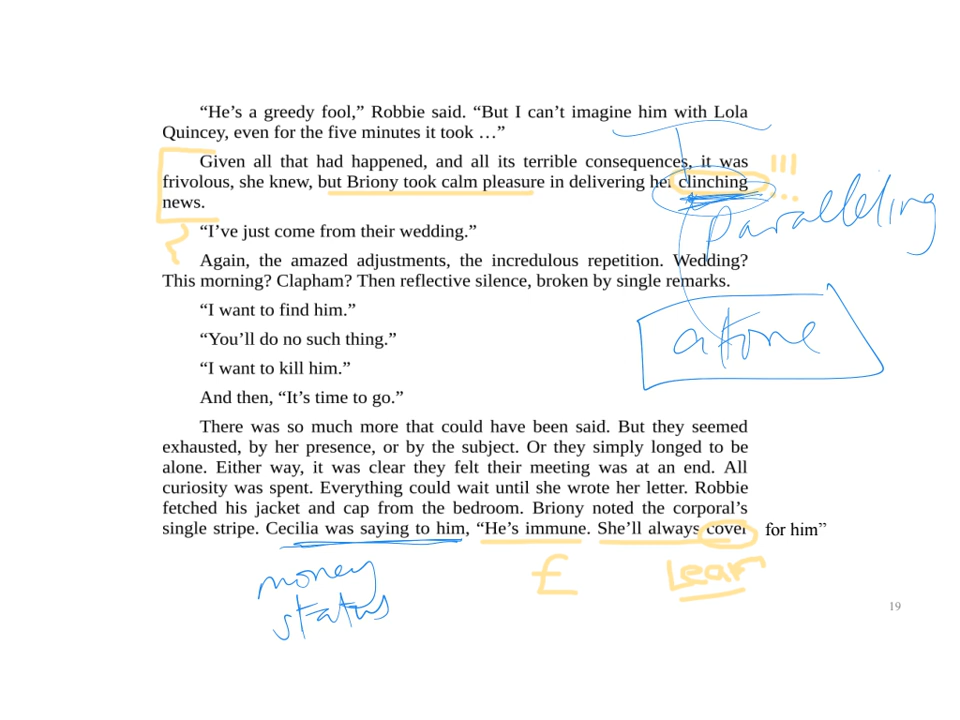 “He’s a greedy fool,” Robbie said. “But I can’t imagine him with Lola
Quincey, even for the five minutes it took …”
Given all that had happened, and all its terrible consequences, it was
frivolous, she knew, but Briony took calm pleasure in delivering her clinching
news.
!!!
paralleling
“I’ve just come from their wedding.”
Again, the amazed adjustments, the incredulous repetition. Wedding?
This morning? Clapham? Then reflective silence, broken by single remarks.
“I want to find him.”
“You’ll do no such thing.”
atone
“I want to kill him.”
And then, “It’s time to go.”
There was so much more that could have been said. But they seemed
exhausted, by her presence, or by the subject. Or they simply longed to be
alone. Either way, it was clear they felt their meeting was at an end. All
curiosity was spent. Everything could wait until she wrote her letter. Robbie
fetched his jacket and cap from the bedroom. Briony noted the corporal’s
single stripe. Cecilia was saying to him, “He’s immune. She’ll always cover for him”
money
status
£
Lear
19